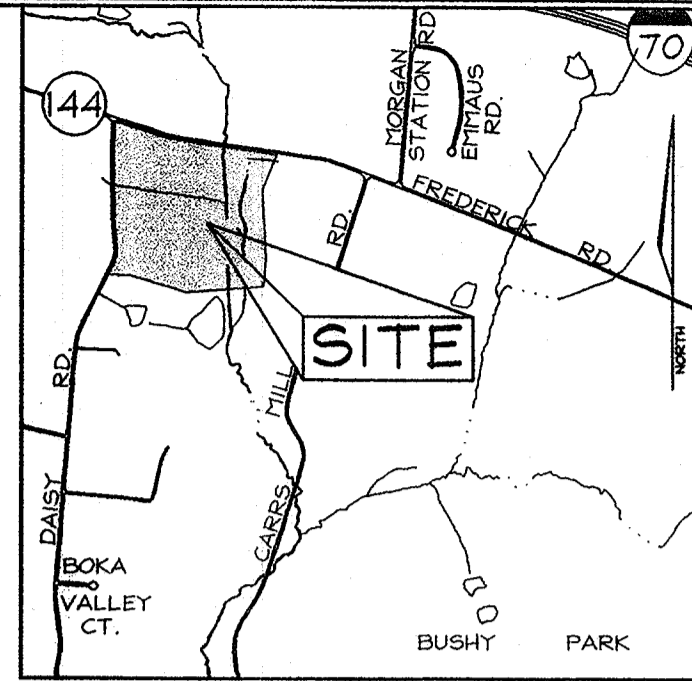 70
144
MORGAN
STATION RD
EMMAUS
RD.
FREDERICK RD
RD.
SITE
NORTH
RD.
MILL
DAISY
CARRS
BOKA
VALLEY
CT.
BUSHY PARK